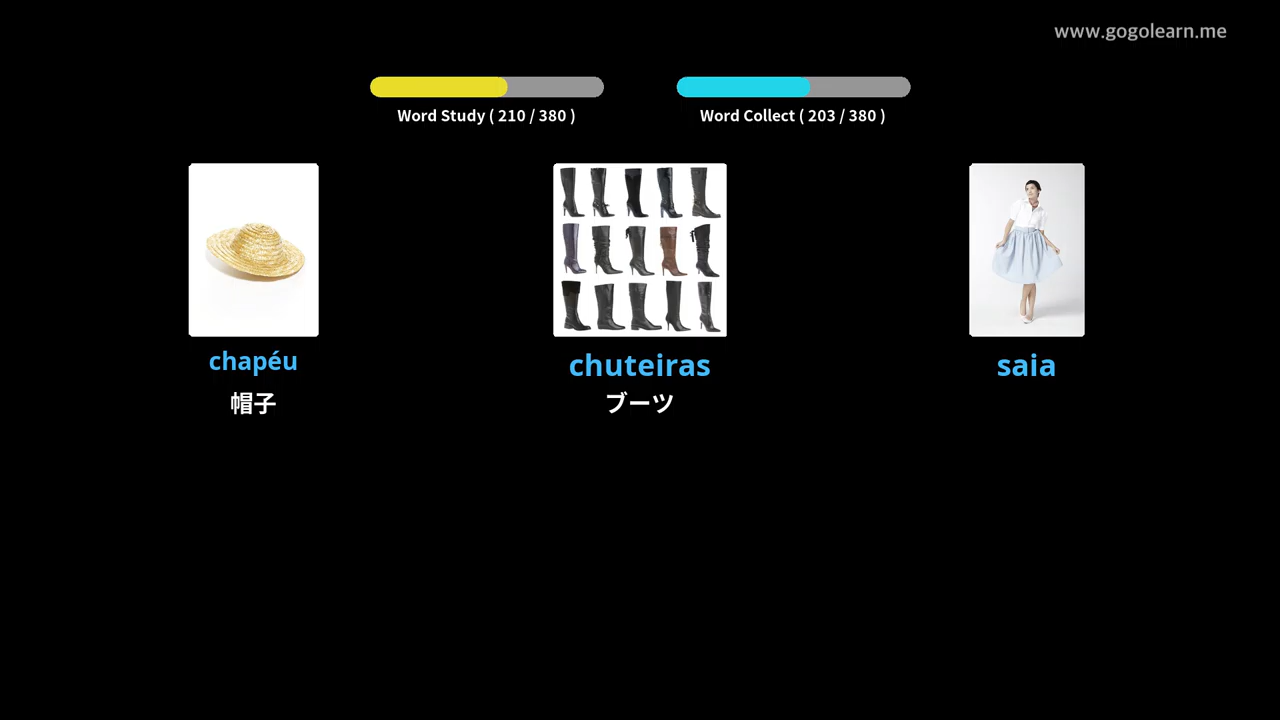 www.gogolearn.me
Word Study ( 210 / 380 )
Word Collect ( 203 / 380 )
chapéu
chuteiras
saia
帽子
ブーツ